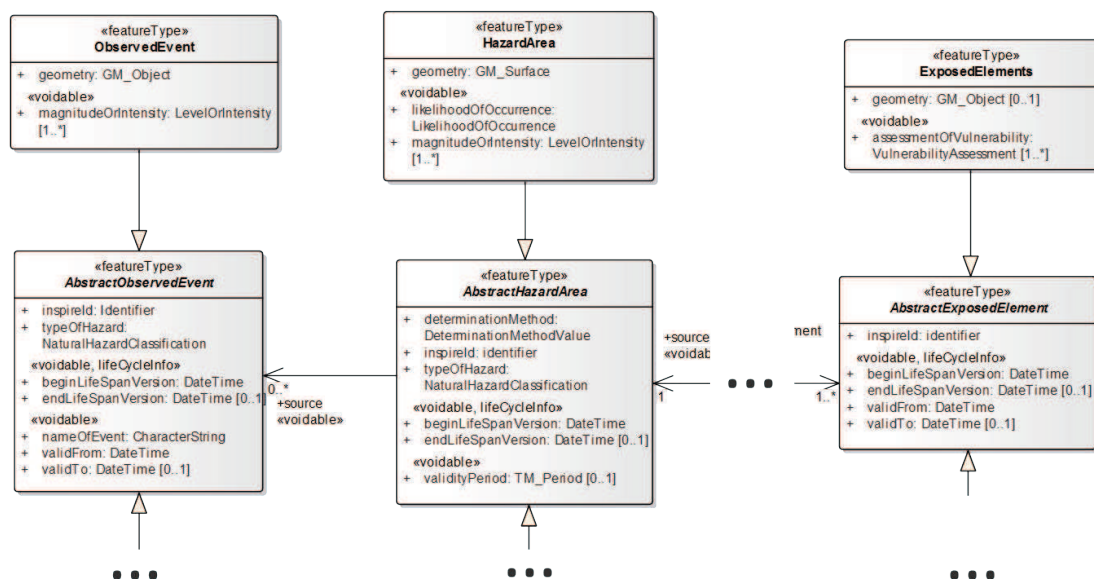 «featureType»
ObservedEvent
+ geometry: GM_Object
«voidable»
+ magnitudeOrIntensity: LevelOrIntensity
[1..*]
«featureType»
HazardArea
+ geometry: GM_Surface
«voidable»
+ likelihoodOfOccurrence:
LikelihoodOfOccurrence
+ magnitudeOrIntensity: LevelOrIntensity
[1..*]
«featureType»
ExposedElements
+ geometry: GM_Object [0..1]
«voidable»
+ assessmentOfVulnerability:
VulnerabilityAssessment [1..*]
«featureType»
AbstractObservedEvent
+ inspireId: Identifier
+ typeOfHazard:
NaturalHazardClassification
«voidable, lifeCycleInfo»
+ beginLifeSpanVersion: DateTime
+ endLifeSpanVersion: DateTime [0..1]
«voidable»
+ nameOfEvent: CharacterString
+ validFrom: DateTime
+ validTo: DateTime [0..1]
0..*
+source
«voidable»
«featureType»
AbstractHazardArea
+ determinationMethod:
DeterminationMethodValue
+ inspireId: identifier
+ typeOfHazard:
NaturalHazardClassification
«voidable, lifeCycleInfo»
+ beginLifeSpanVersion: DateTime
+ endLifeSpanVersion: DateTime [0..1]
«voidable»
+ validityPeriod: TM_Period [0..1]
+source
«voidab
1
nent
1..*
«featureType»
AbstractExposedElement
+ inspireId: identifier
«voidable, lifeCycleInfo»
+ beginLifeSpanVersion: DateTime
+ endLifeSpanVersion: DateTime [0..1]
+ validFrom: DateTime
+ validTo: DateTime [0..1]